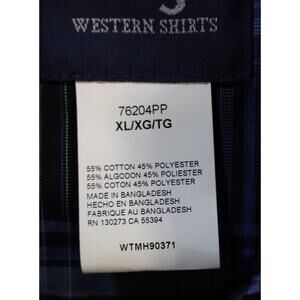 WESTERN SHIRTS
76204PP
XL/XG/TG
55% COTTON 45% POLYESTER
55% ALGODON 45% POLIESTER
55% COTON 45% POLYESTER
MADE IN BANGLADESH
HECHO EN BANGLADESH
FABRIQUE AU BANGLADESH
RN 130273 CA 55394
WTMH90371